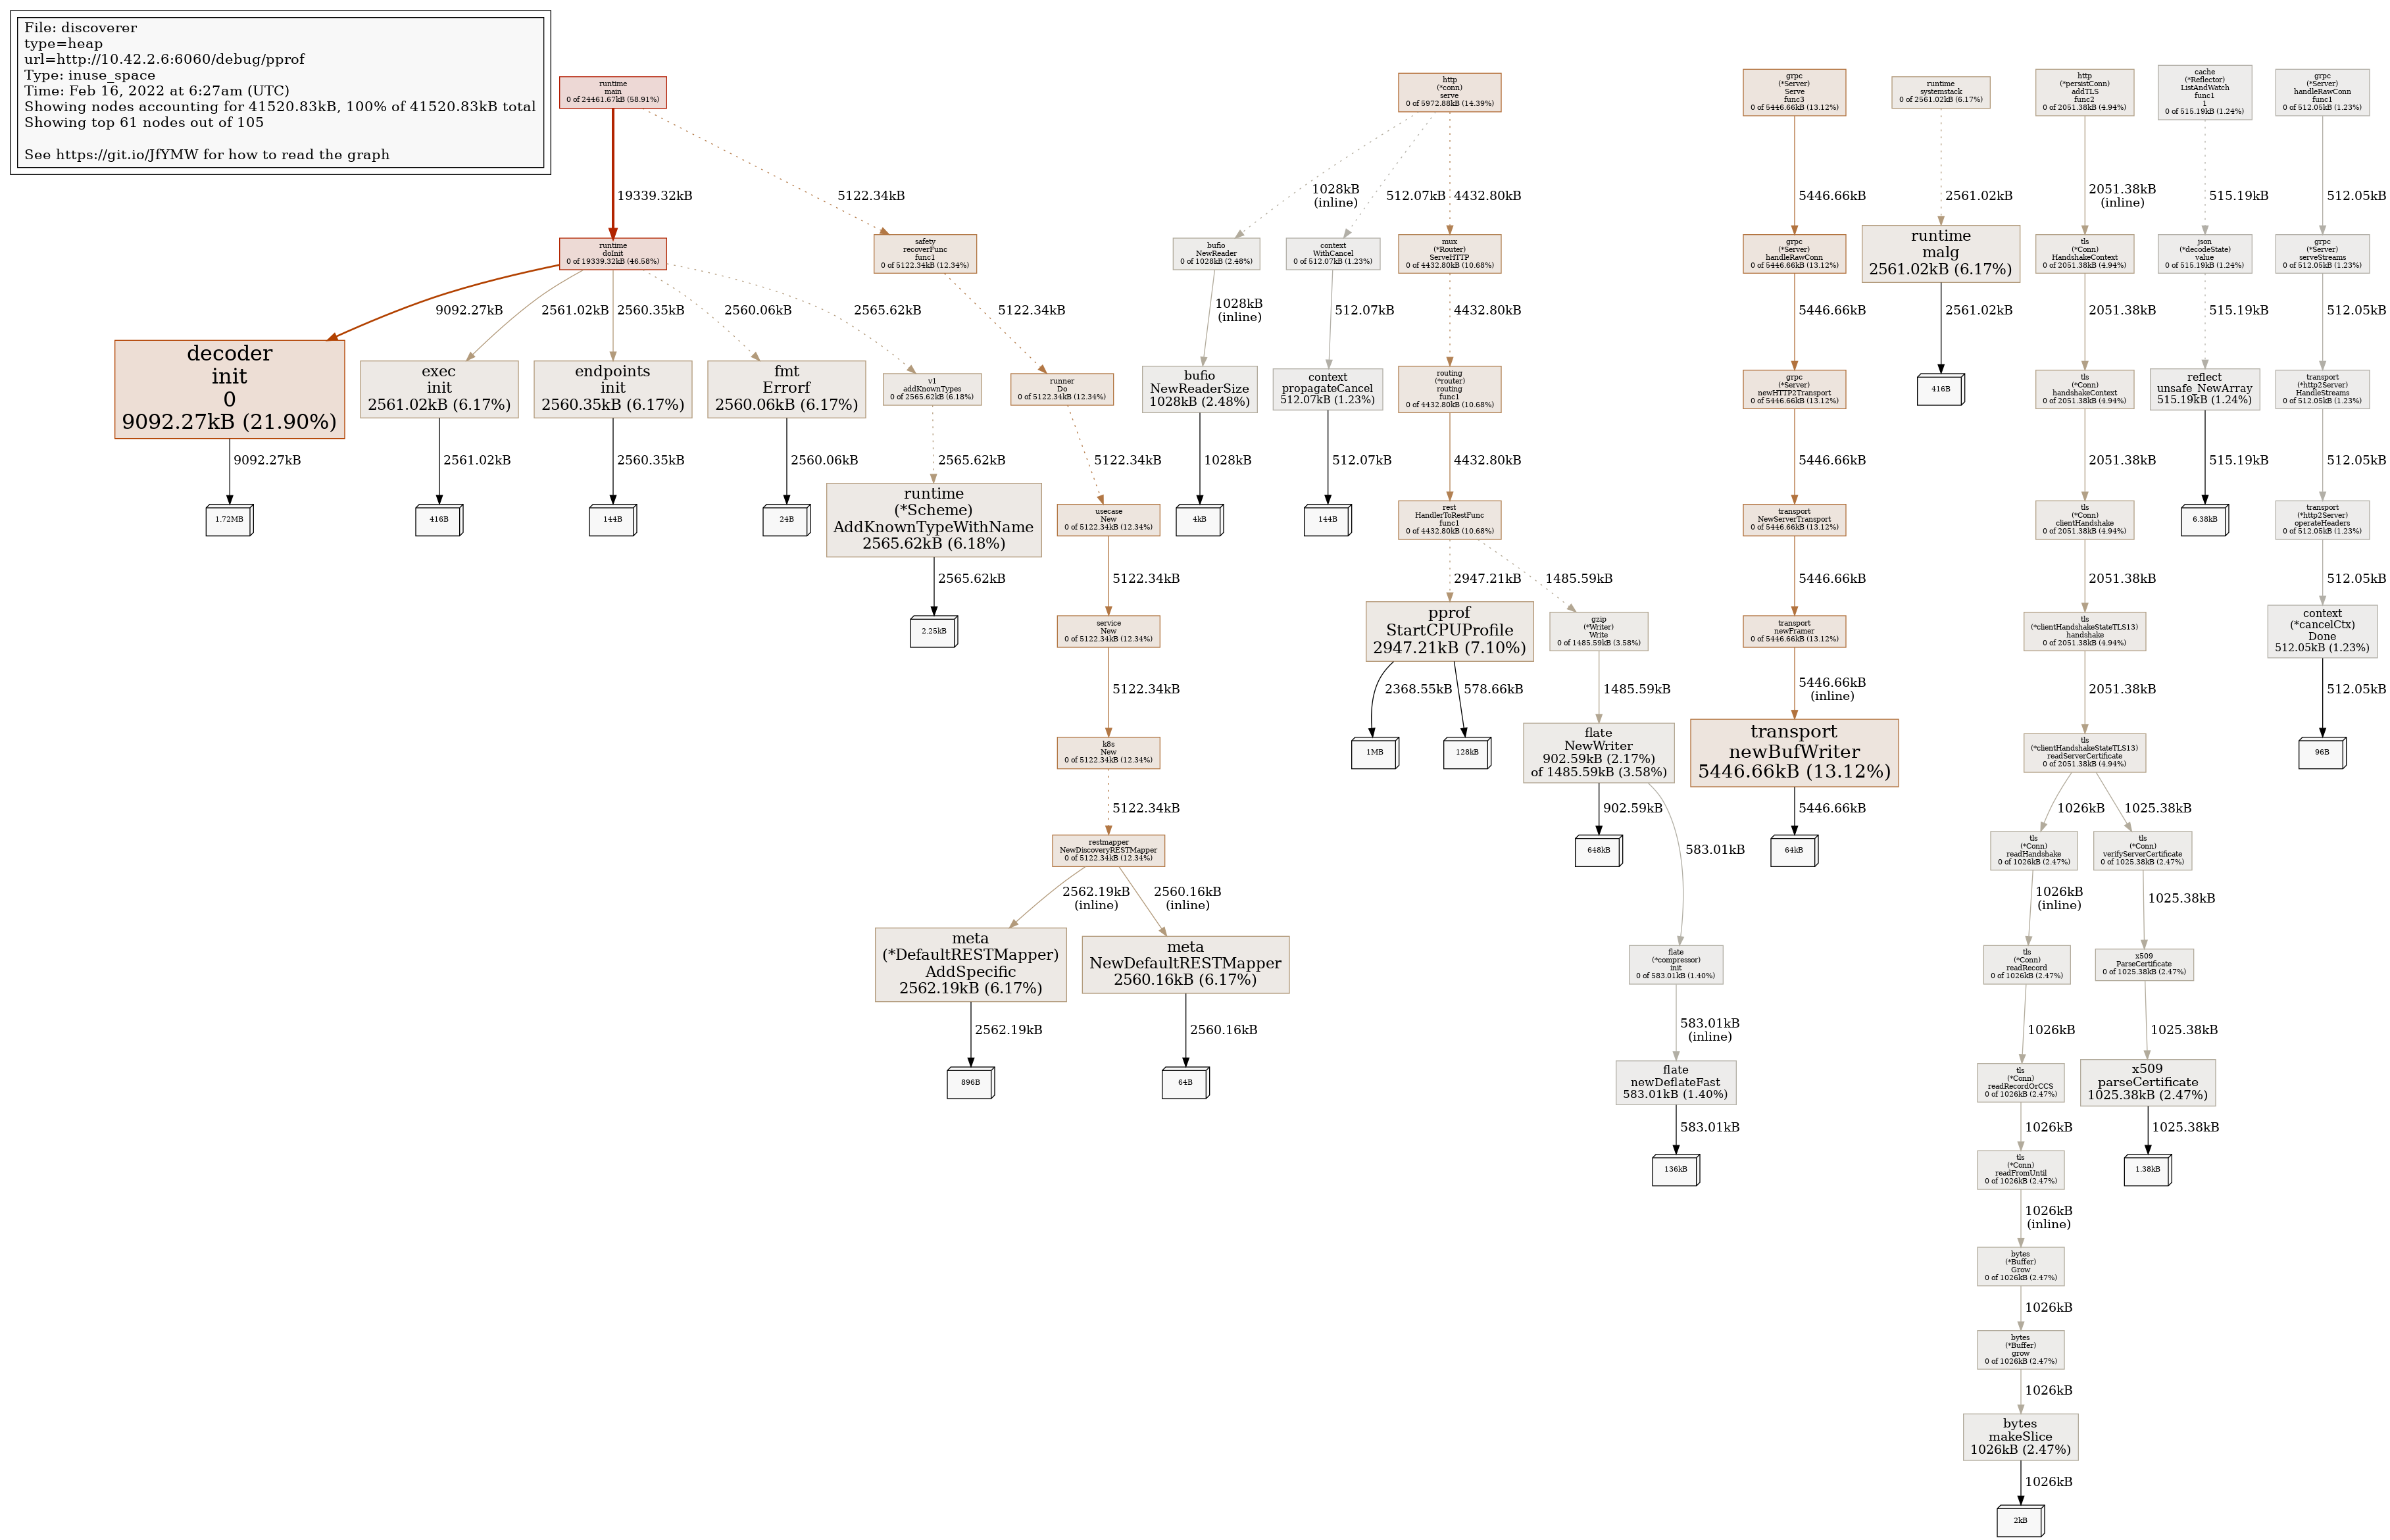 File: discoverer
type=heap
url=http://10.42.2.6:6060/debug/pprof
Type: inuse_space
Time: Feb 16, 2022 at 6:27am (UTC)
Showing nodes accounting for 41520.83kB, 100% of 41520.83kB total
Showing top 61 nodes out of 105
See https://git.io/JfYMW for how to read the graph
runtime
main
0 of 24461.67kB (58.91%)
http
(*conn)
serve
0 of 5972.88kB (14.39%)
grpc
(*Server)
Serve
func3
0 of 5446.66kB (13.12%)
runtime
systemstack
0 of 2561.02kB (6.17%)
http
(*persistConn)
addTLS
func2
0 of 2051.38kB (4.94%)
cache
(*Reflector)
ListAndWatch
func1
1
0 of 515.19kB (1.24%)
grpc
(*Server)
handleRawConn
func1
0 of 512.05kB (1.23%)
19339.32kB
5122.34kB
1028kB
(inline)
512.07kB
4432.80kB
5446.66kB
2561.02kB
2051.38kB
(inline)
515.19kB
512.05kB
runtime
doInit
0 of 19339.32kB (46.58%)
safety
recoverFunc
func1
0 of 5122.34kB (12.34%)
bufio
NewReader
0 of 1028kB (2.48%)
context
WithCancel
0 of 512.07kB (1.23%)
mux
(*Router)
ServeHTTP
0 of 4432.80kB (10.68%)
grpc
(*Server)
handleRawConn
0 of 5446.66kB (13.12%)
runtime
malg
2561.02kB (6.17%)
tls
(*Conn)
HandshakeContext
0 of 2051.38kB (4.94%)
json
(*decodeState)
value
0 of 515.19kB (1.24%)
grpc
(*Server)
serveStreams
0 of 512.05kB (1.23%)
9092.27kB
2561.02kB
2560.35kB
2560.06kB
2565.62kB
5122.34kB
1028kB
(inline)
512.07kB
4432.80kB
5446.66kB
2561.02kB
2051.38kB
515.19kB
512.05kB
decoder
init
0
9092.27kB (21.90%)
exec
init
2561.02kB (6.17%)
endpoints
init
2560.35kB (6.17%)
fmt
Errorf
2560.06kB (6.17%)
v1
addKnownTypes
0 of 2565.62kB (6.18%)
runner
Do
0 of 5122.34kB (12.34%)
bufio
NewReaderSize
1028kB (2.48%)
context
propagateCancel
512.07kB (1.23%)
routing
(*router)
routing
func1
0 of 4432.80kB (10.68%)
grpc
(*Server)
newHTTP2Transport
0 of 5446.66kB (13.12%)
416B
tls
(*Conn)
handshakeContext
0 of 2051.38kB (4.94%)
reflect
unsafe_NewArray
515.19kB (1.24%)
transport
(*http2Server)
HandleStreams
0 of 512.05kB (1.23%)
9092.27kB
2561.02kB
2560.35kB
2560.06kB
2565.62kB
5122.34kB
1028kB
512.07kB
4432.80kB
5446.66kB
2051.38kB
515.19kB
512.05kB
1.72MB
416B
144B
24B
runtime
(*Scheme)
AddKnownTypeWithName
2565.62kB (6.18%)
usecase
New
0 of 5122.34kB (12.34%)
4kB
144B
rest
HandlerToRestFunc
func1
0 of 4432.80kB (10.68%)
transport
NewServerTransport
0 of 5446.66kB (13.12%)
tls
(*Conn)
clientHandshake
0 of 2051.38kB (4.94%)
6.38kB
transport
(*http2Server)
operateHeaders
0 of 512.05kB (1.23%)
2565.62kB
5122.34kB
2947.21kB
1485.59kB
5446.66kB
2051.38kB
512.05kB
2.25kB
service
New
0 of 5122.34kB (12.34%)
pprof
StartCPUProfile
2947.21kB (7.10%)
gzip
(*Writer)
Write
0 of 1485.59kB (3.58%)
transport
newFramer
0 of 5446.66kB (13.12%)
tls
(*clientHandshakeStateTLS13)
handshake
0 of 2051.38kB (4.94%)
context
(*cancelCtx)
Done
512.05kB (1.23%)
5122.34kB
2368.55kB
578.66kB
1485.59kB
5446.66kB
(inline)
2051.38kB
512.05kB
k8s
New
0 of 5122.34kB (12.34%)
1MB
128kB
flate
NewWriter
902.59kB (2.17%)
of 1485.59kB (3.58%)
transport
newBufWriter
5446.66kB (13.12%)
tls
(*clientHandshakeStateTLS13)
readServerCertificate
0 of 2051.38kB (4.94%)
96B
5122.34kB
902.59kB
5446.66kB
1026kB
1025.38kB
restmapper
NewDiscoveryRESTMapper
0 of 5122.34kB (12.34%)
648kB
583.01kB
64kB
tls
(*Conn)
readHandshake
0 of 1026kB (2.47%)
tls
(*Conn)
verifyServerCertificate
0 of 1025.38kB (2.47%)
2562.19kB
(inline)
2560.16kB
(inline)
1026kB
(inline)
1025.38kB
meta
(*DefaultRESTMapper)
AddSpecific
2562.19kB (6.17%)
meta
NewDefaultRESTMapper
2560.16kB (6.17%)
flate
(*compressor)
init
0 of 583.01kB (1.40%)
tls
(*Conn)
readRecord
0 of 1026kB (2.47%)
x509
ParseCertificate
0 of 1025.38kB (2.47%)
2562.19kB
2560.16kB
583.01kB
(inline)
1026kB
1025.38kB
896B
64B
flate
newDeflateFast
583.01kB (1.40%)
tls
(*Conn)
readRecordOrCCS
0 of 1026kB (2.47%)
x509
parseCertificate
1025.38kB (2.47%)
583.01kB
1026kB
1025.38kB
136kB
tls
(*Conn)
readFromUntil
0 of 1026kB (2.47%)
1.38kB
1026kB
(inline)
bytes
(*Buffer)
Grow
0 of 1026kB (2.47%)
1026kB
bytes
(*Buffer)
grow
0 of 1026kB (2.47%)
1026kB
bytes
makeSlice
1026kB (2.47%)
1026kB
2kB